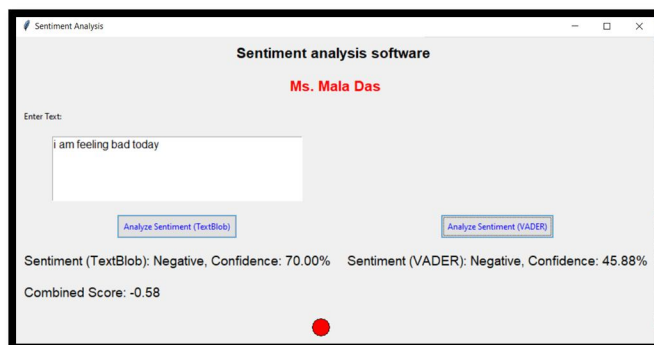 Sentiment Analysis
Sentiment analysis software
Ms. Mala Das
Enter Text:
i am feeling bad today
Analyze Sentiment (TextBlob)
Analyze Sentiment (VADER)
Sentiment (TextBlob): Negative, Confidence: 70.00%
Sentiment (VADER): Negative, Confidence: 45.88%
Combined Score: -0.58